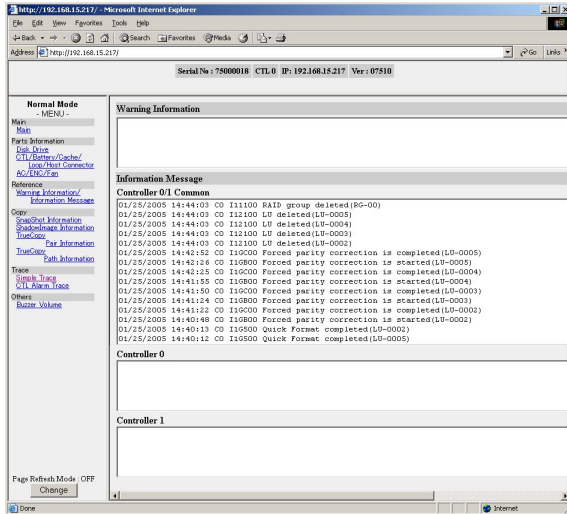 http://192.168.15.217/ - Microsoft Internet Explorer
File Edit View Favorites Tools Help
Back Search Favorites Media
Address http://192.168.15.217/ Go Links
Serial No : 75000018 CTL 0 IP : 192.168.15.217 Ver : 07510
Normal Mode
- MENU -
Main
Main
Parts Information
Disk Drive
CTL/Battery/Cache/
Loop/Host Connector
AC/ENC/Fan
Reference
Warning Information/
Information Message
Copy
SnapShot Information
ShadowImage Information
TrueCopy
Pair Information
TrueCopy
Path Information
Trace
Simple Trace
CTL Alarm Trace
Others
Buzzer Volume
Page Refresh Mode : OFF
Change
Warning Information
Information Message
Controller 0/1 Common
01/25/2005 14:44:03 C0 I11100 RAID group deleted(RG-00)
01/25/2005 14:44:03 C0 I12100 LU deleted(LU-0005)
01/25/2005 14:44:03 C0 I12100 LU deleted(LU-0004)
01/25/2005 14:44:03 C0 I12100 LU deleted(LU-0003)
01/25/2005 14:44:03 C0 I12100 LU deleted(LU-0002)
01/25/2005 14:42:52 C0 I1GC00 Forced parity correction is completed(LU-0005)
01/25/2005 14:42:26 C0 I1GB00 Forced parity correction is started(LU-0005)
01/25/2005 14:42:25 C0 I1GC00 Forced parity correction is completed(LU-0004)
01/25/2005 14:41:55 C0 I1GB00 Forced parity correction is started(LU-0004)
01/25/2005 14:41:50 C0 I1GC00 Forced parity correction is completed(LU-0003)
01/25/2005 14:41:24 C0 I1GB00 Forced parity correction is started(LU-0003)
01/25/2005 14:41:22 C0 I1GC00 Forced parity correction is completed(LU-0002)
01/25/2005 14:40:48 C0 I1GB00 Forced parity correction is started(LU-0002)
01/25/2005 14:40:13 C0 I1G500 Quick Format completed(LU-0002)
01/25/2005 14:40:12 C0 I1G500 Quick Format completed(LU-0005)
Controller 0
Controller 1
Done Internet